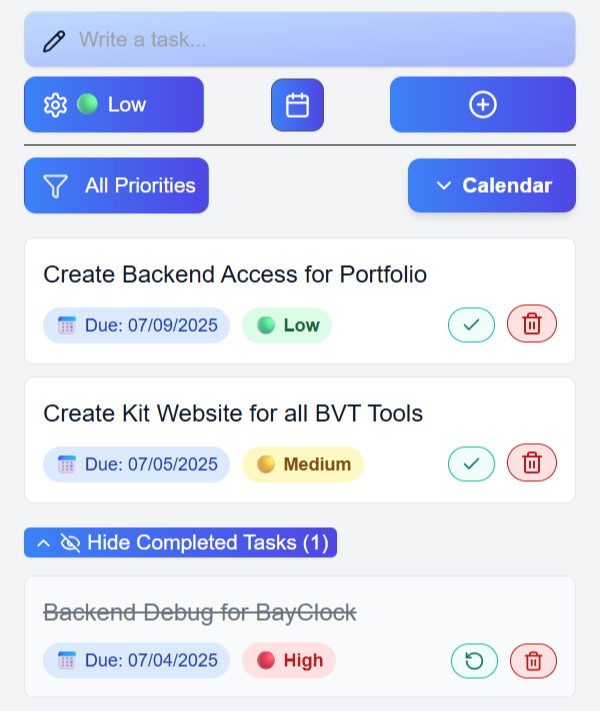 Write a task...
Low
All Priorities
Calendar
Create Backend Access for Portfolio
Due: 07/09/2025 Low
Create Kit Website for all BVT Tools
Due: 07/05/2025 Medium
Hide Completed Tasks (1)
Backend Debug for BayClock
Due: 07/04/2025 High